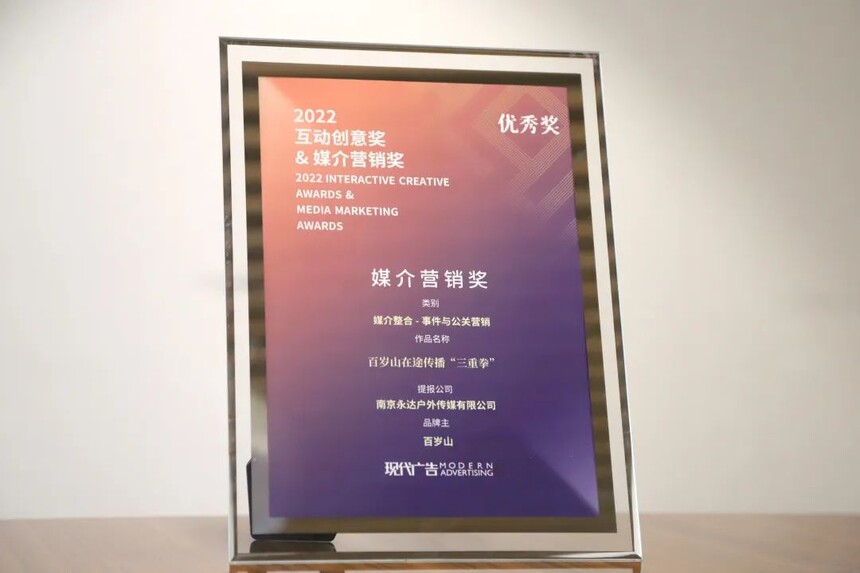 2022
互动创意奖
& 媒介营销奖
2022 INTERACTIVE CREATIVE
AWARDS &
MEDIA MARKETING
AWARDS
优秀奖
媒介营销奖
类别
媒介整合 - 事件与公关营销
作品名称
百岁山在途传播“三重拳”
提报公司
南京永达户外传媒有限公司
品牌主
百岁山
现代广告 MODERN
ADVERTISING